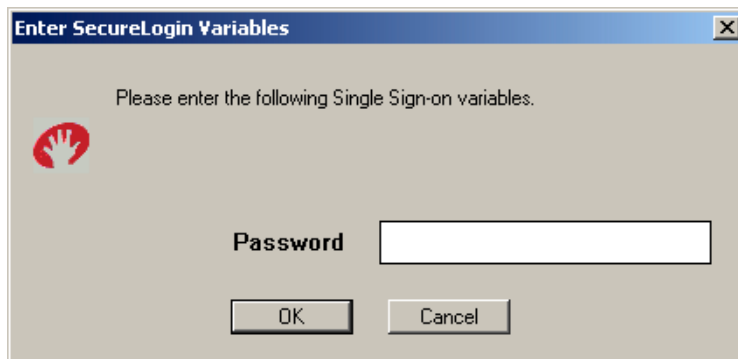 Enter SecureLogin Variables
Please enter the following Single Sign-on variables.
Password
OK Cancel